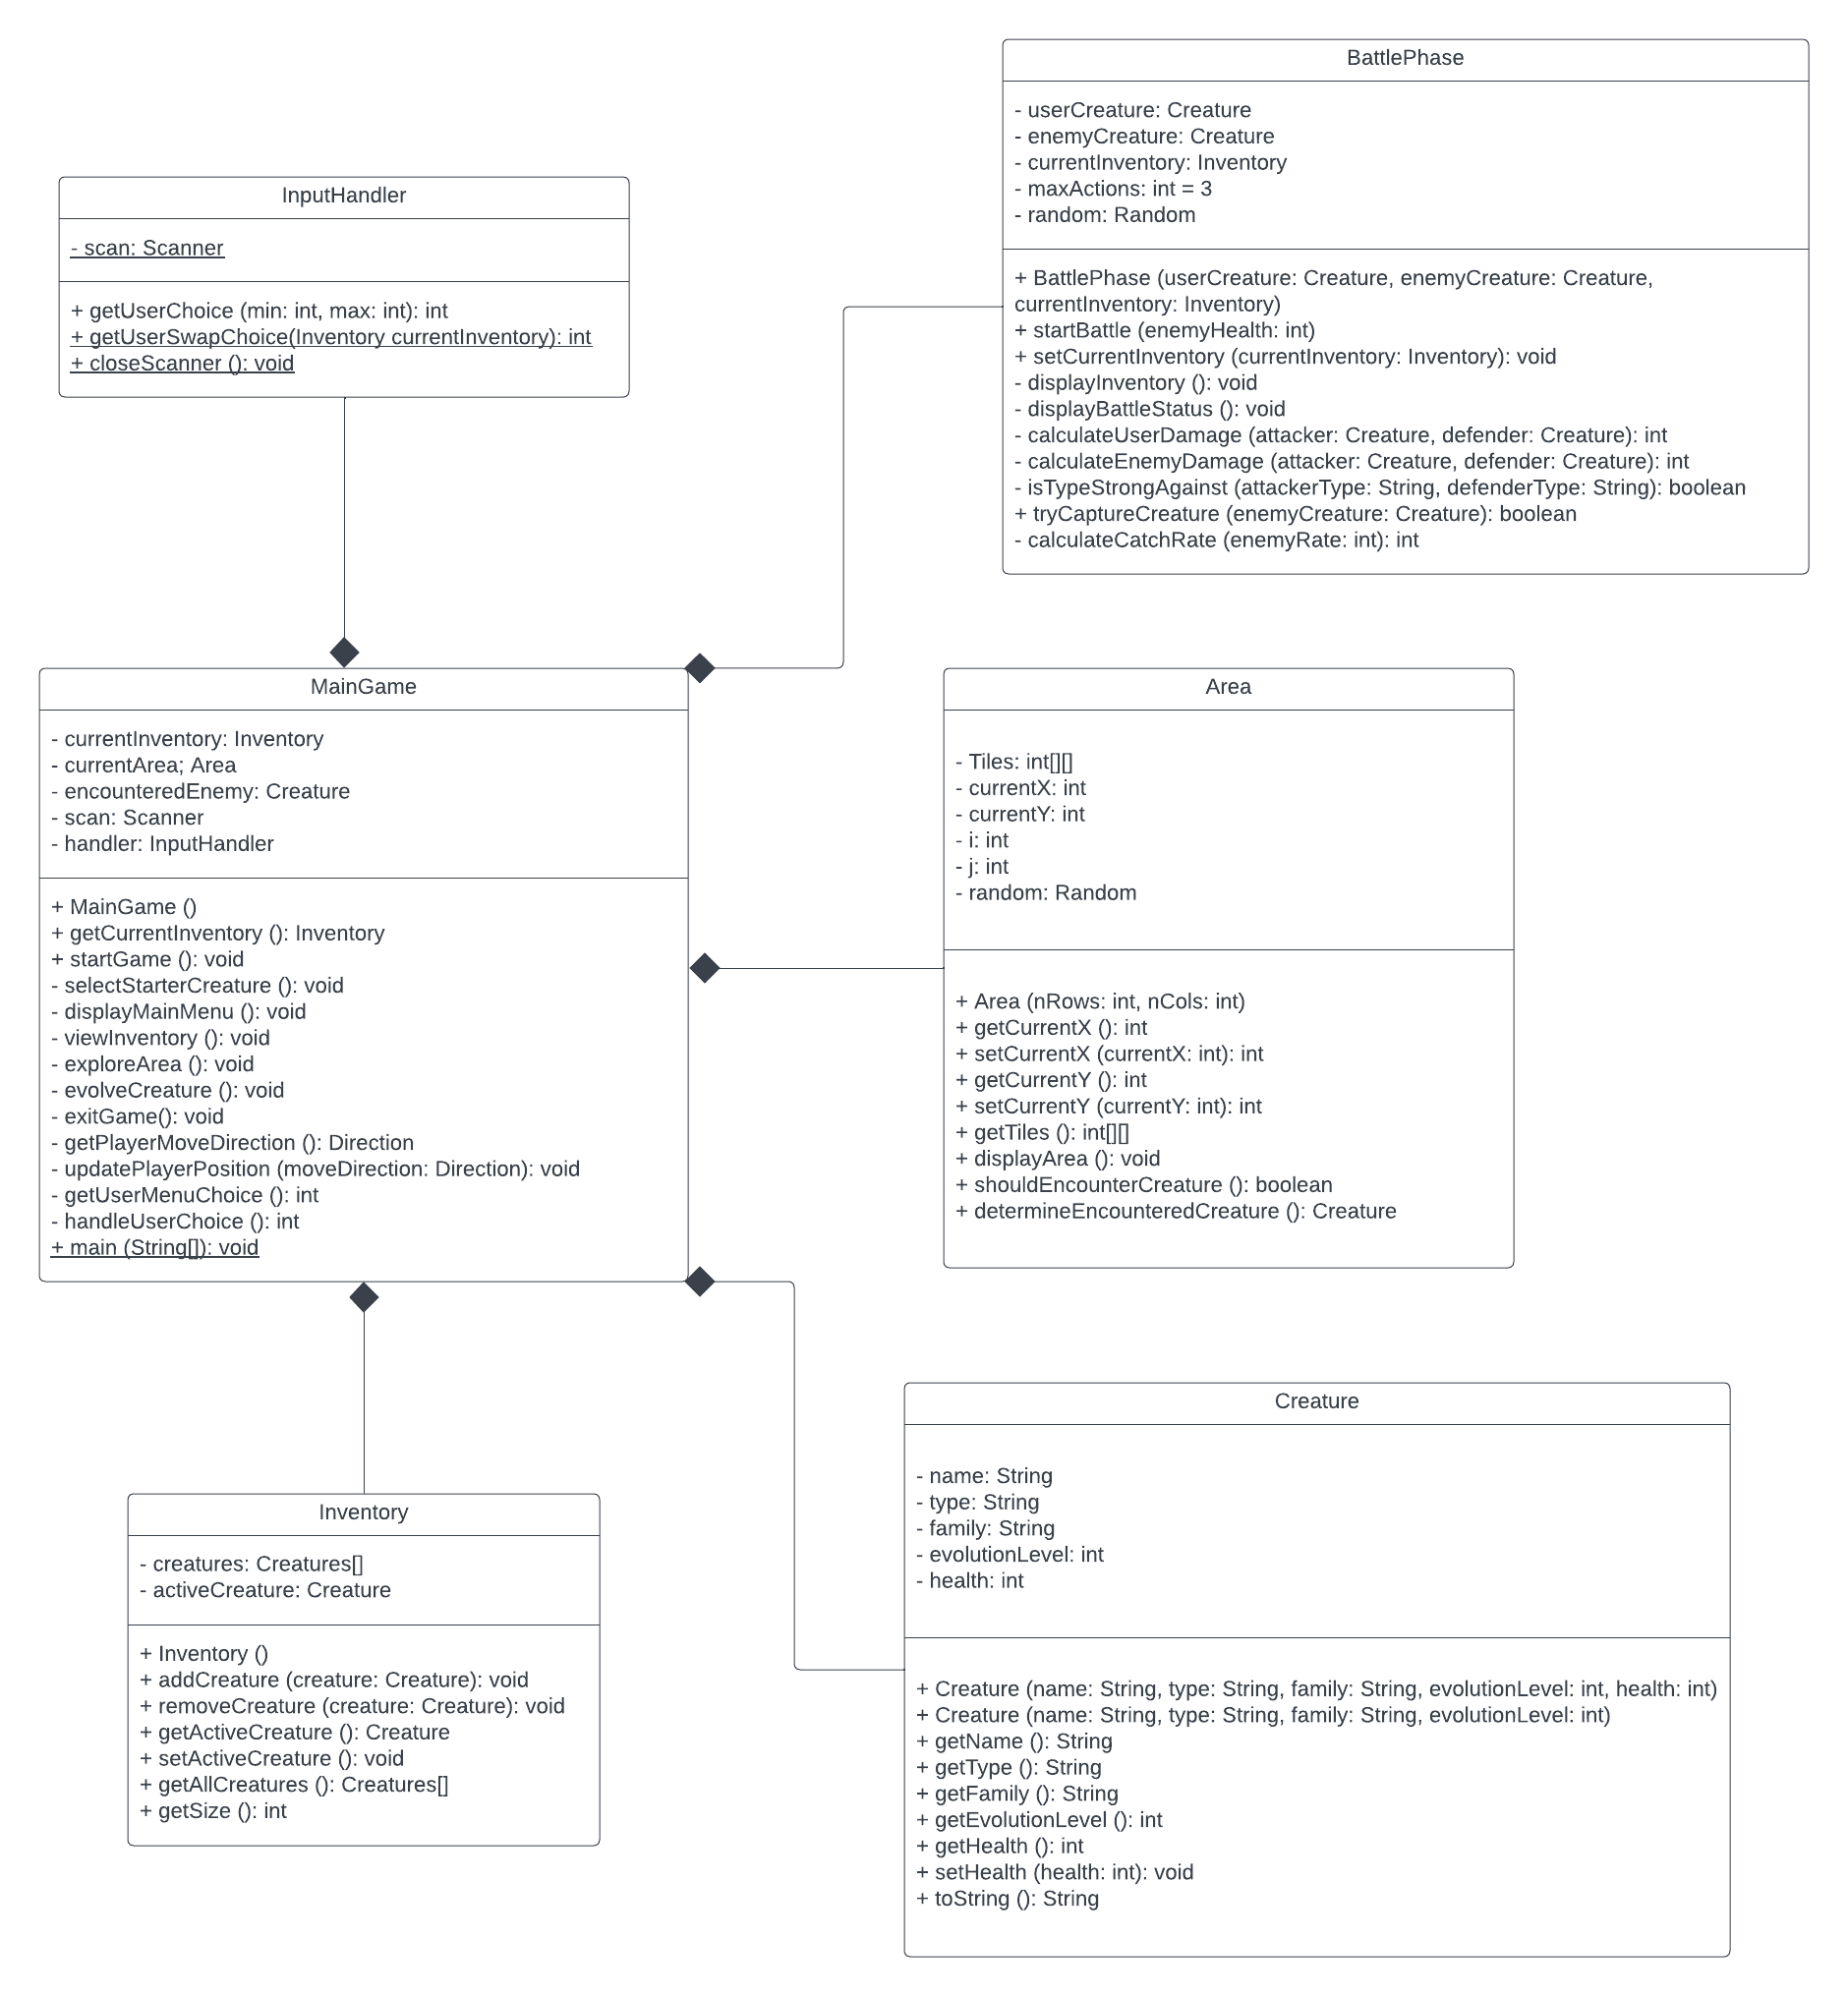 BattlePhase
- userCreature: Creature
- enemyCreature: Creature
- currentInventory: Inventory
- maxActions: int = 3
- random: Random
+ BattlePhase (userCreature: Creature, enemyCreature: Creature,
currentInventory: Inventory)
+ startBattle (enemyHealth: int)
+ setCurrentInventory (currentInventory: Inventory): void
- displayInventory (): void
- displayBattleStatus (): void
- calculateUserDamage (attacker: Creature, defender: Creature): int
- calculateEnemyDamage (attacker: Creature, defender: Creature): int
- isTypeStrongAgainst (attackerType: String, defenderType: String): boolean
+ tryCaptureCreature (enemyCreature: Creature): boolean
- calculateCatchRate (enemyRate: int): int
InputHandler
- scan: Scanner
+ getUserChoice (min: int, max: int): int
+ getUserSwapChoice(Inventory currentInventory): int
+ closeScanner (): void
MainGame
- currentInventory: Inventory
- currentArea; Area
- encounteredEnemy: Creature
- scan: Scanner
- handler: InputHandler
+ MainGame ()
+ getCurrentInventory (): Inventory
+ startGame (): void
- selectStarterCreature (): void
- displayMainMenu (): void
- viewInventory (): void
- exploreArea (): void
- evolveCreature (): void
- exitGame(): void
- getPlayerMoveDirection (): Direction
- updatePlayerPosition (moveDirection: Direction): void
- getUserMenuChoice (): int
- handleUserChoice (): int
+ main (String[]): void
Area
- Tiles: int[][]
- currentX: int
- currentY: int
- i: int
- j: int
- random: Random
+ Area (nRows: int, nCols: int)
+ getCurrentX (): int
+ setCurrentX (currentX: int): int
+ getCurrentY (): int
+ setCurrentY (currentY: int): int
+ getTiles (): int[][]
+ displayArea (): void
+ shouldEncounterCreature (): boolean
+ determineEncounteredCreature (): Creature
Inventory
- creatures: Creatures[]
- activeCreature: Creature
+ Inventory ()
+ addCreature (creature: Creature): void
+ removeCreature (creature: Creature): void
+ getActiveCreature (): Creature
+ setActiveCreature (): void
+ getAllCreatures (): Creatures[]
+ getSize (): int
Creature
- name: String
- type: String
- family: String
- evolutionLevel: int
- health: int
+ Creature (name: String, type: String, family: String, evolutionLevel: int, health: int)
+ Creature (name: String, type: String, family: String, evolutionLevel: int)
+ getName (): String
+ getType (): String
+ getFamily (): String
+ getEvolutionLevel (): int
+ getHealth (): int
+ setHealth (health: int): void
+ toString (): String